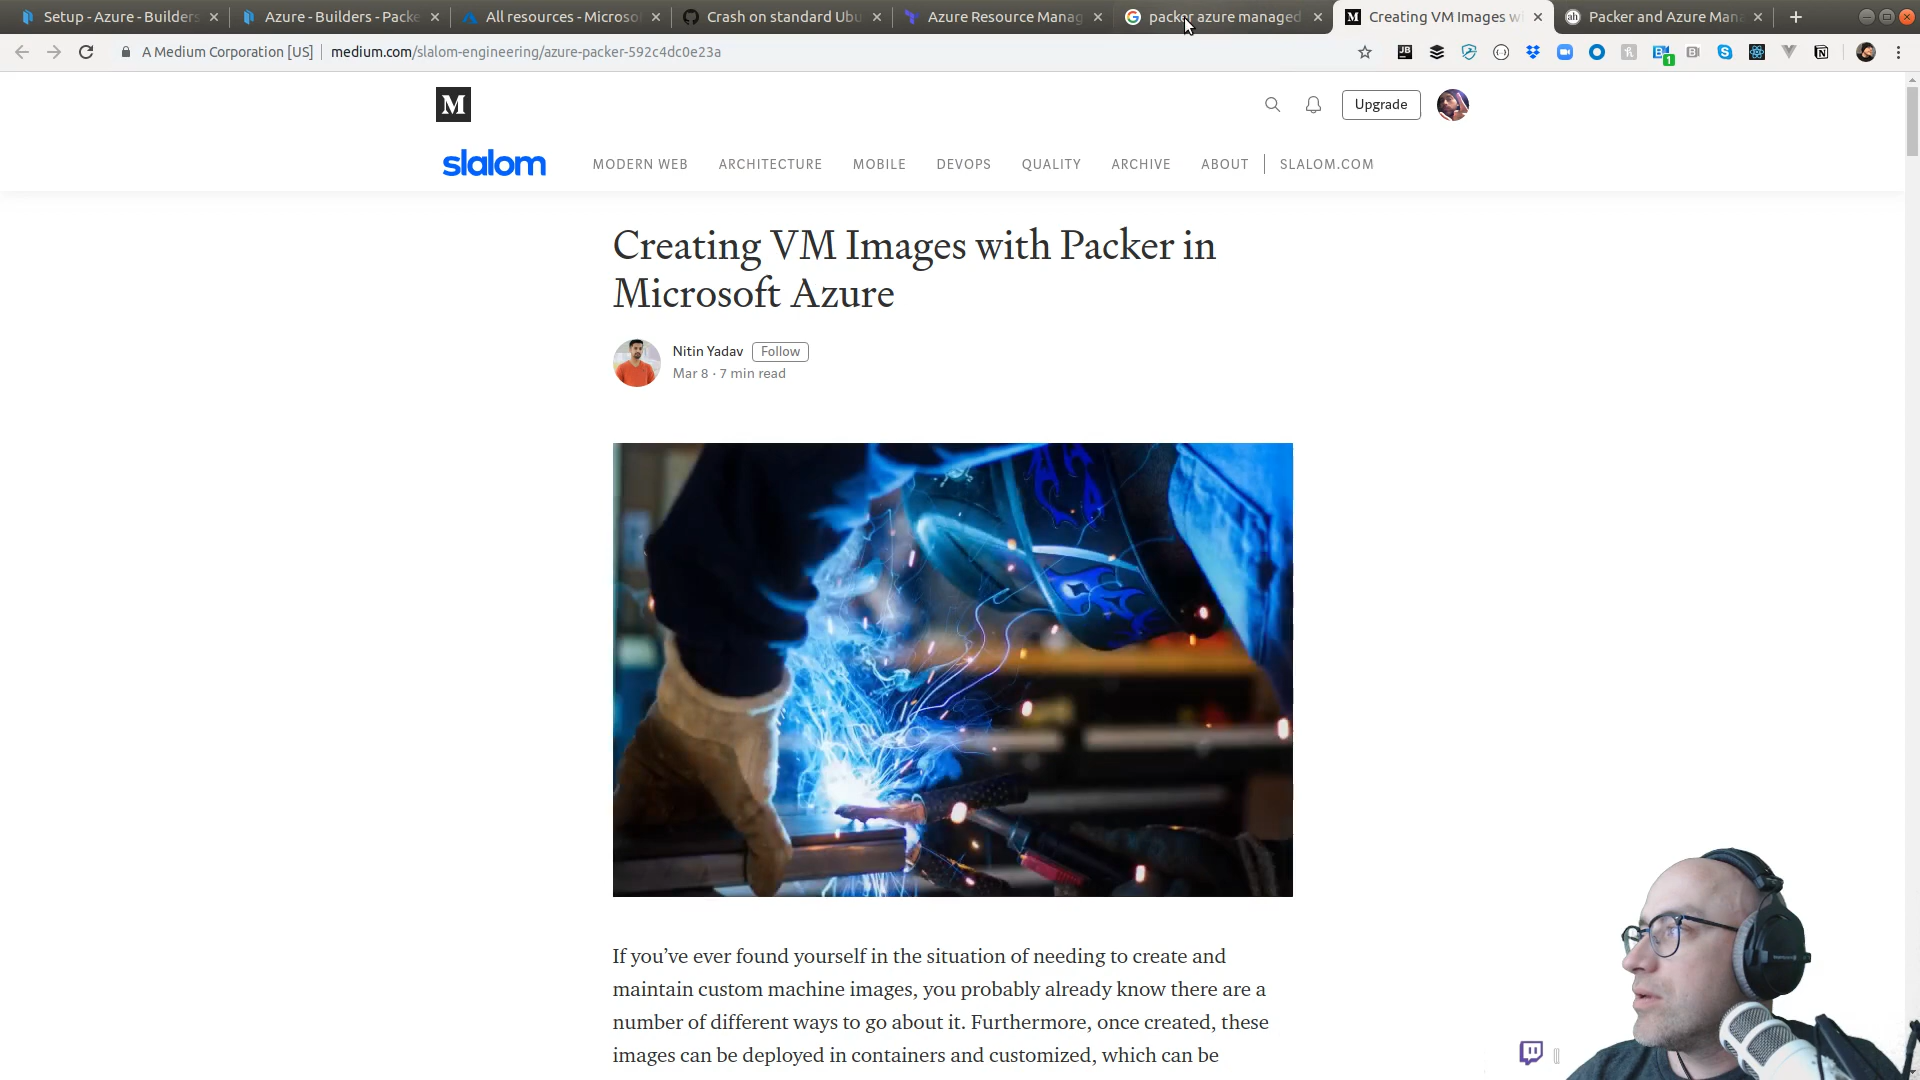 Setup - Azure - Builders
Azure - Builders - Packe
All resources - Microso
Crash on standard Ubu
Azure Resource Manag
packer azure managed
Creating VM Images w
Packer and Azure Man
A Medium Corporation [US]
medium.com/slalom-engineering/azure-packer-592c4dc0e23a
M
Upgrade
slalom
MODERN WEB
ARCHITECTURE
MOBILE
DEVOPS
QUALITY
ARCHIVE
ABOUT
SLALOM.COM
Creating VM Images with Packer in
Microsoft Azure
Nitin Yadav
Follow
Mar 8 · 7 min read
If you’ve ever found yourself in the situation of needing to create and
maintain custom machine images, you probably already know there are a
number of different ways to go about it. Furthermore, once created, these
images can be deployed in containers and customized, which can be